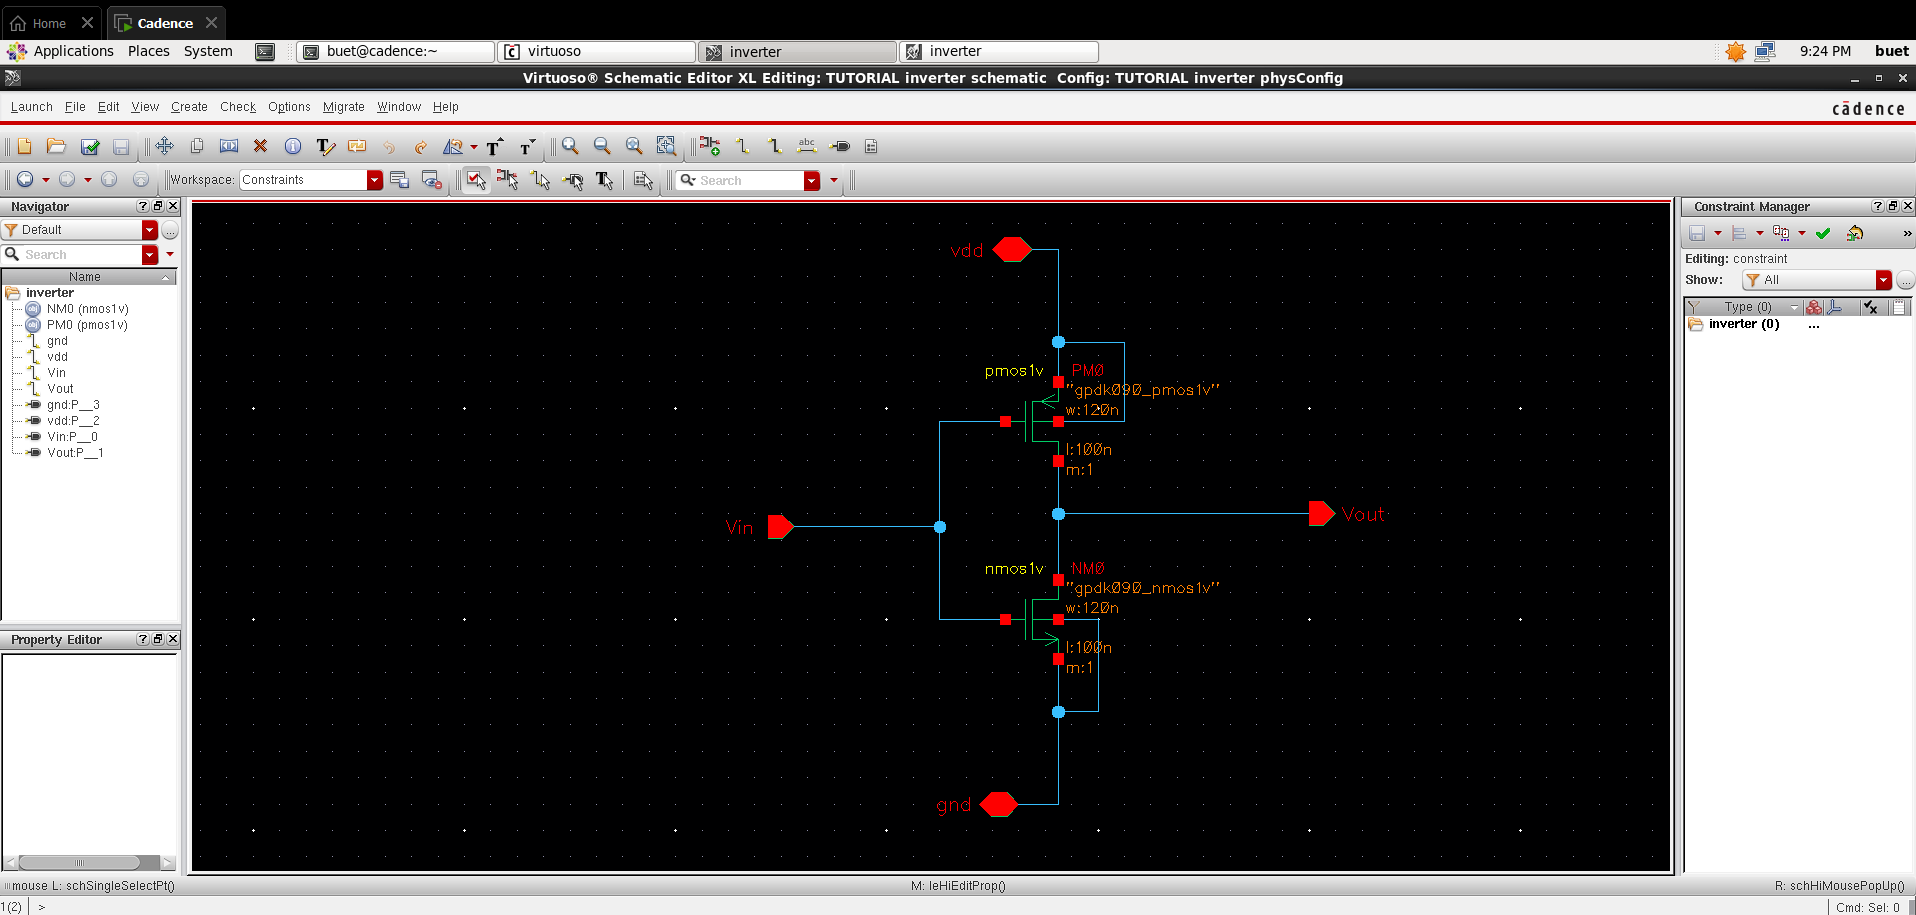 Home
Cadence
Applications Places System
buet@cadence:~
virtuoso
inverter
inverter
9:24 PM buet
Virtuoso® Schematic Editor XL Editing: TUTORIAL inverter schematic Config: TUTORIAL inverter physConfig
Launch File Edit View Create Check Options Migrate Window Help
cādence
abc
Workspace: Constraints
Search
Navigator
Default
Search
Name
inverter
NM0 (nmos1v)
PM0 (pmos1v)
gnd
vdd
Vin
Vout
gnd:P__3
vdd:P__2
Vin:P__0
Vout:P__1
Property Editor
vdd
pmos1v PM0
"gpdk090_pmos1v"
w:120n
l:100n
m:1
Vin
Vout
nmos1v NM0
"gpdk090_nmos1v"
w:120n
l:100n
m:1
gnd
Constraint Manager
Editing: constraint
Show: All
Type (0)
inverter (0) ...
mouse L: schSingleSelectPt()
M: leHiEditProp()
R: schHiMousePopUp()
1(2) >
Cmd: Sel: 0